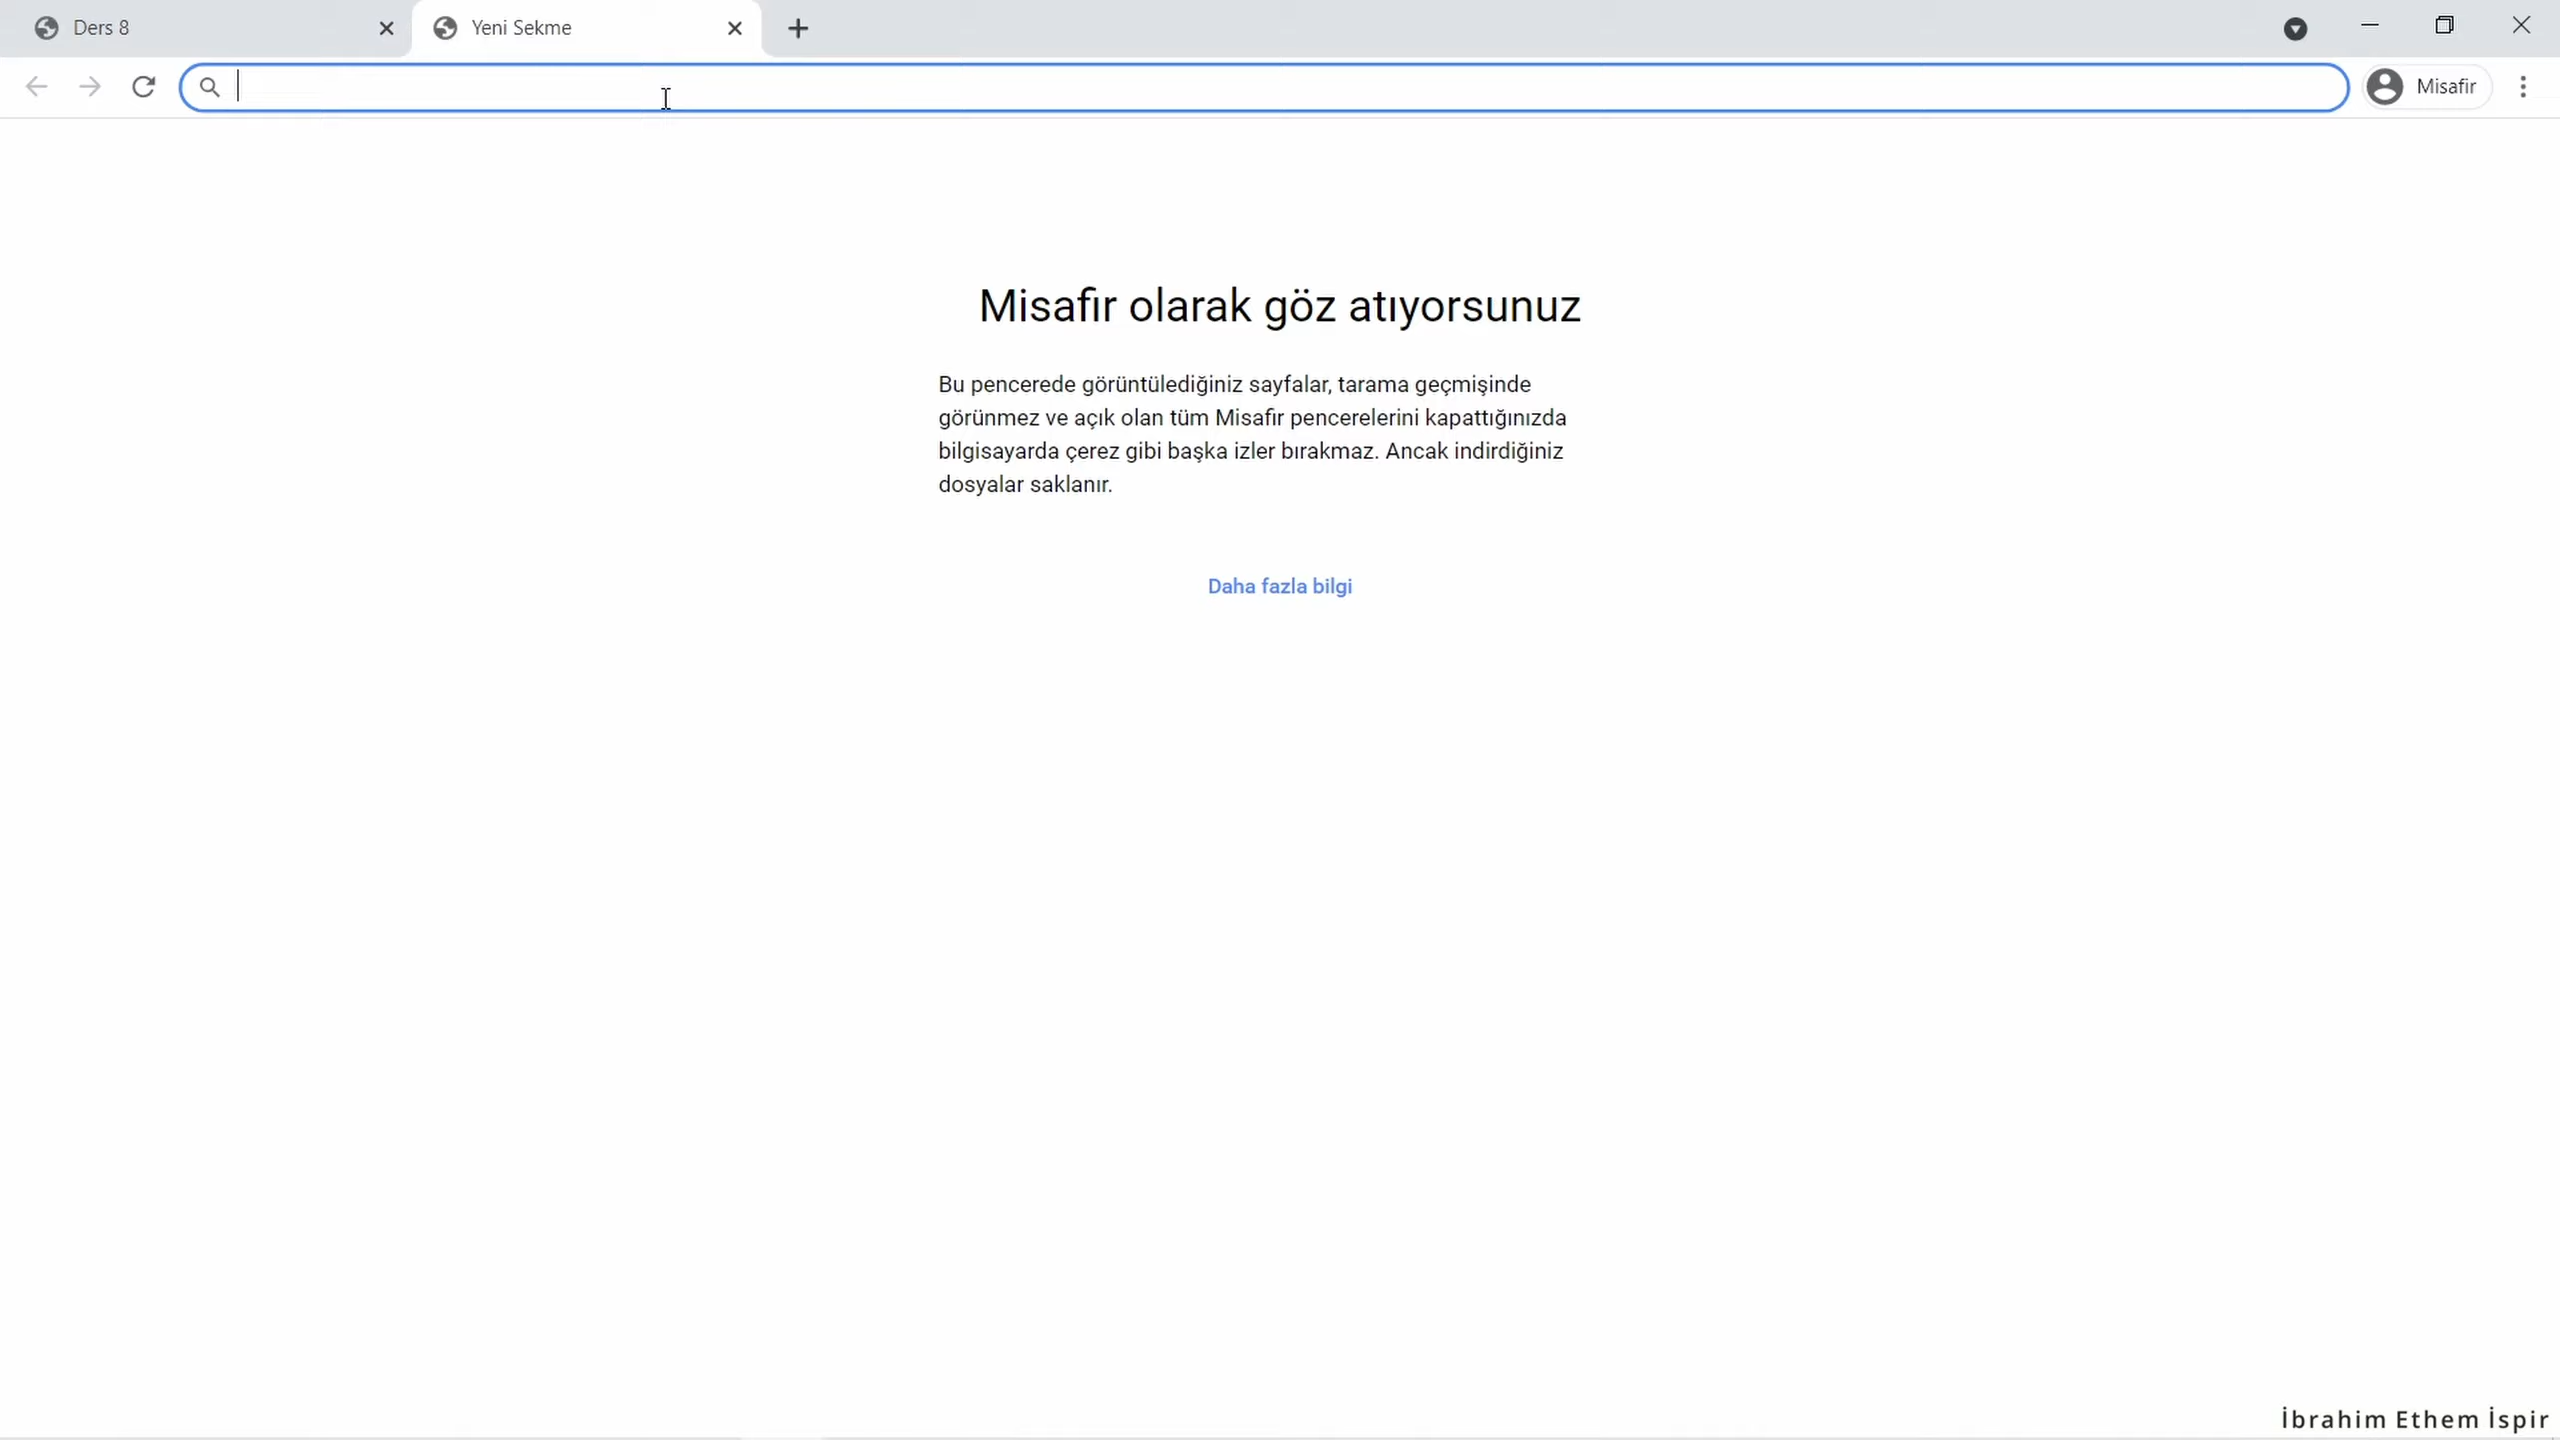 Ders 8
Yeni Sekme
Misafir
Misafir olarak göz atıyorsunuz
Bu pencerede görüntülediğiniz sayfalar, tarama geçmişinde
görünmez ve açık olan tüm Misafir pencerelerini kapattığınızda
bilgisayarda çerez gibi başka izler bırakmaz. Ancak indirdiğiniz
dosyalar saklanır.
Daha fazla bilgi
İbrahim Ethem İspir